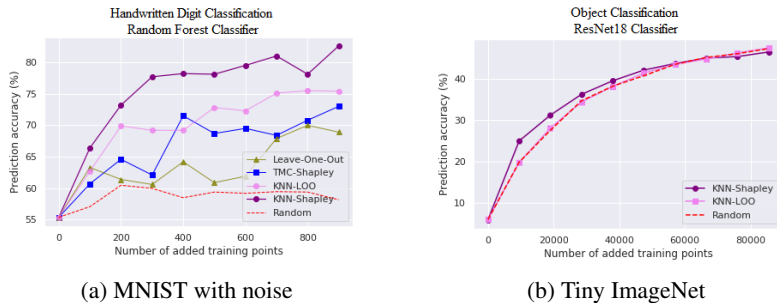 Handwritten Digit Classification
Random Forest Classifier
Prediction accuracy (%)
80
75
70
65
60
55
Leave-One-Out
TMC-Shapley
KNN-LOO
KNN-Shapley
Random
0 200 400 600 800
Number of added training points
(a) MNIST with noise
Object Classification
ResNet18 Classifier
Prediction accuracy (%)
40
30
20
10
KNN-Shapley
KNN-LOO
Random
0 20000 40000 60000 80000
Number of added training points
(b) Tiny ImageNet